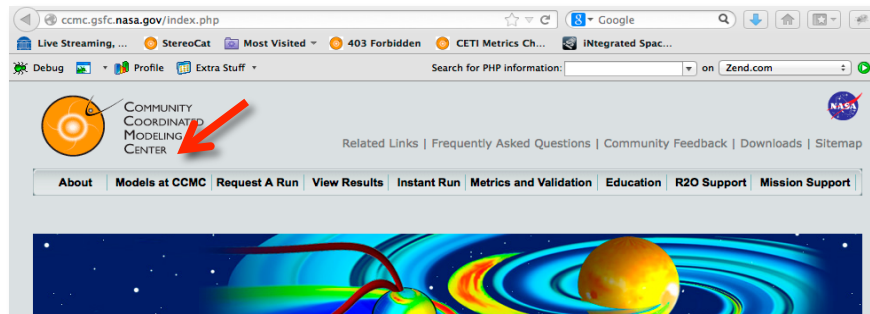 ccmc.gsfc.nasa.gov/index.php
Google
Live Streaming, ... StereoCat Most Visited 403 Forbidden CETI Metrics Ch... iNtegrated Spac...
Debug Profile Extra Stuff Search for PHP information: on Zend.com
COMMUNITY
COORDINATED
MODELING
CENTER
NASA
Related Links | Frequently Asked Questions | Community Feedback | Downloads | Sitemap
About Models at CCMC Request A Run View Results Instant Run Metrics and Validation Education R2O Support Mission Support